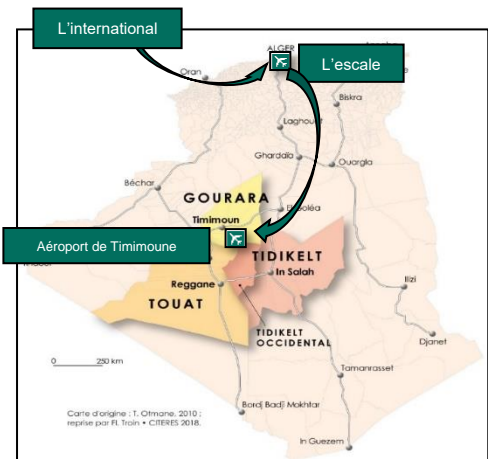 L'international
ALGER
L'escale
Oran
Biskra
Laghouat
Ghardaïa
Ouargla
Béchar
GOURARA
El Goléa
Timimoun
Aéroport de Timimoune
TIDIKELT
In Salah
Reggane
Illizi
TOUAT
TIDIKELT
OCCIDENTAL
Djanet
0 250 km
Tamanrasset
Bordj Badji Mokhtar
Carte d'origine : T. Otmane, 2010 ;
reprise par Fl. Troin • CITERES 2018.
In Guezem